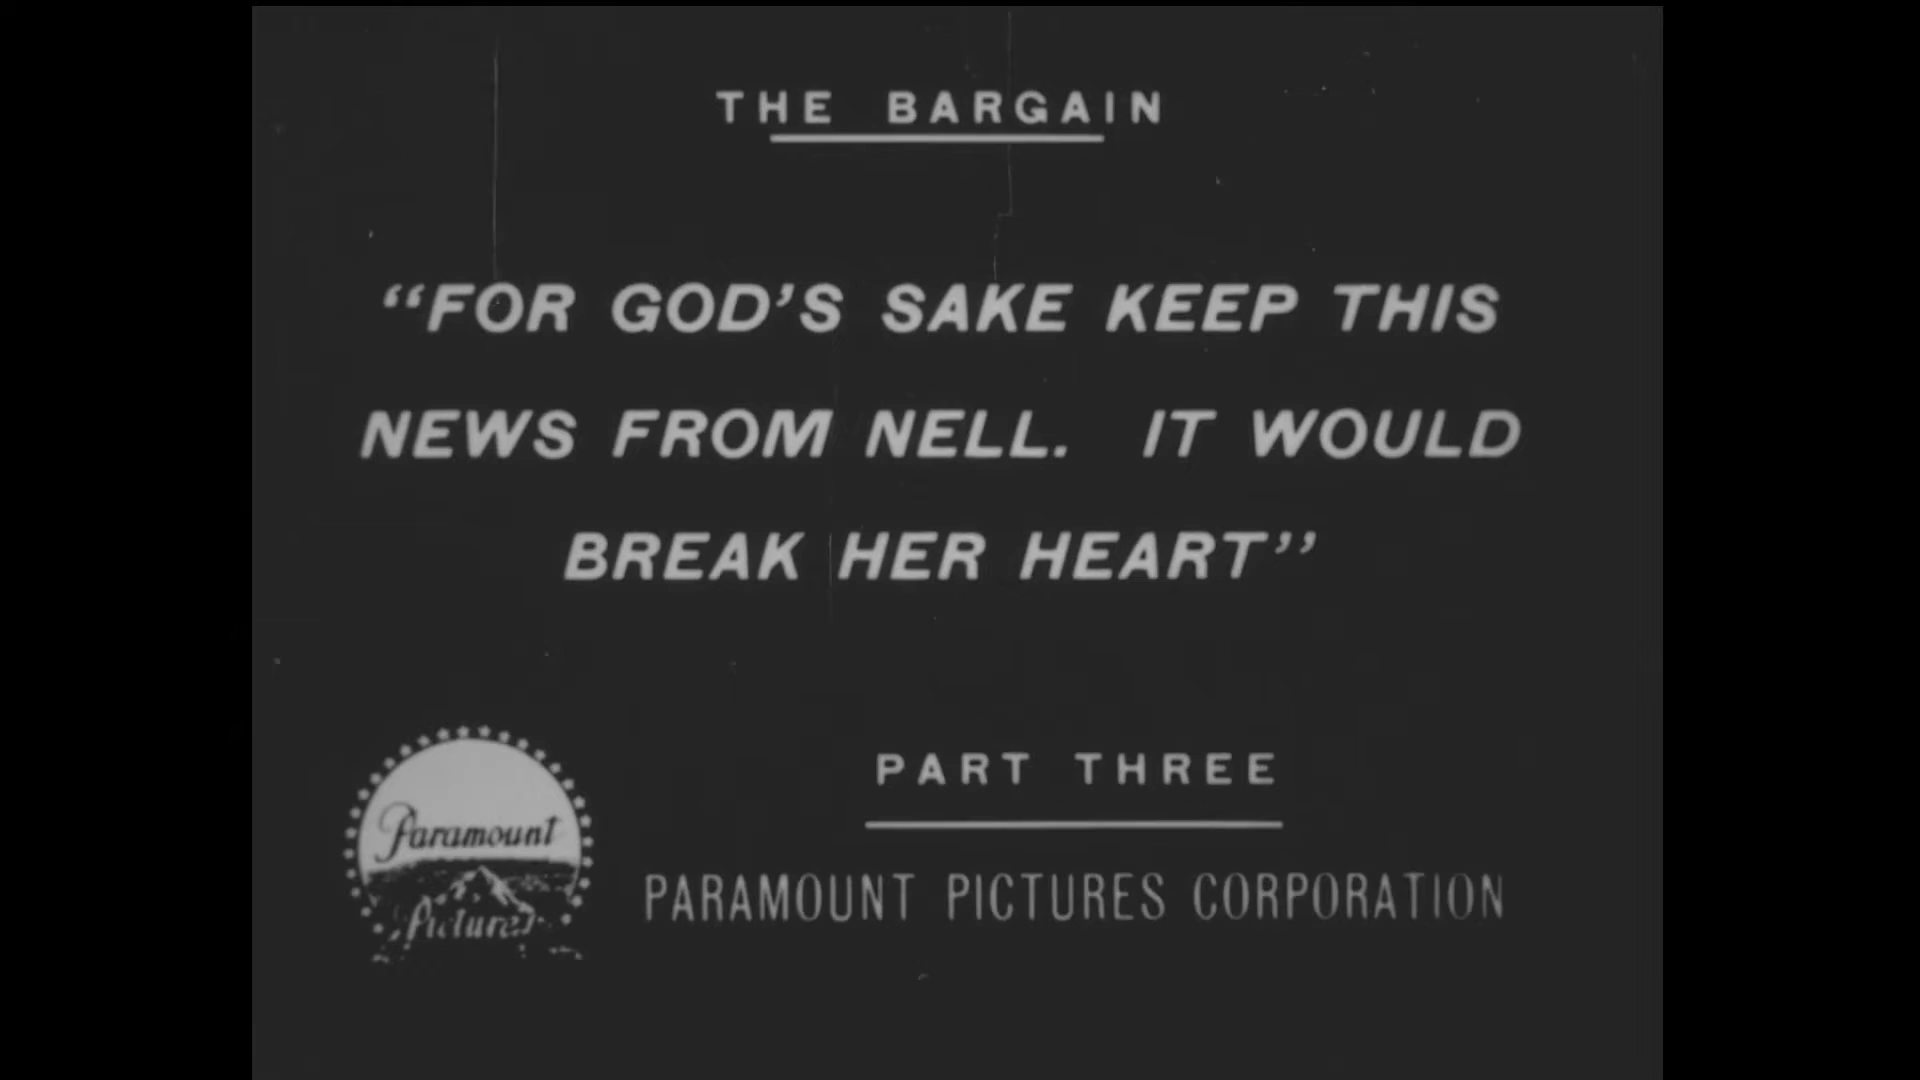 THE BARGAIN
“FOR GOD’S SAKE KEEP THIS
NEWS FROM NELL. IT WOULD
BREAK HER HEART”
PART THREE
Paramount
Pictures
PARAMOUNT PICTURES CORPORATION